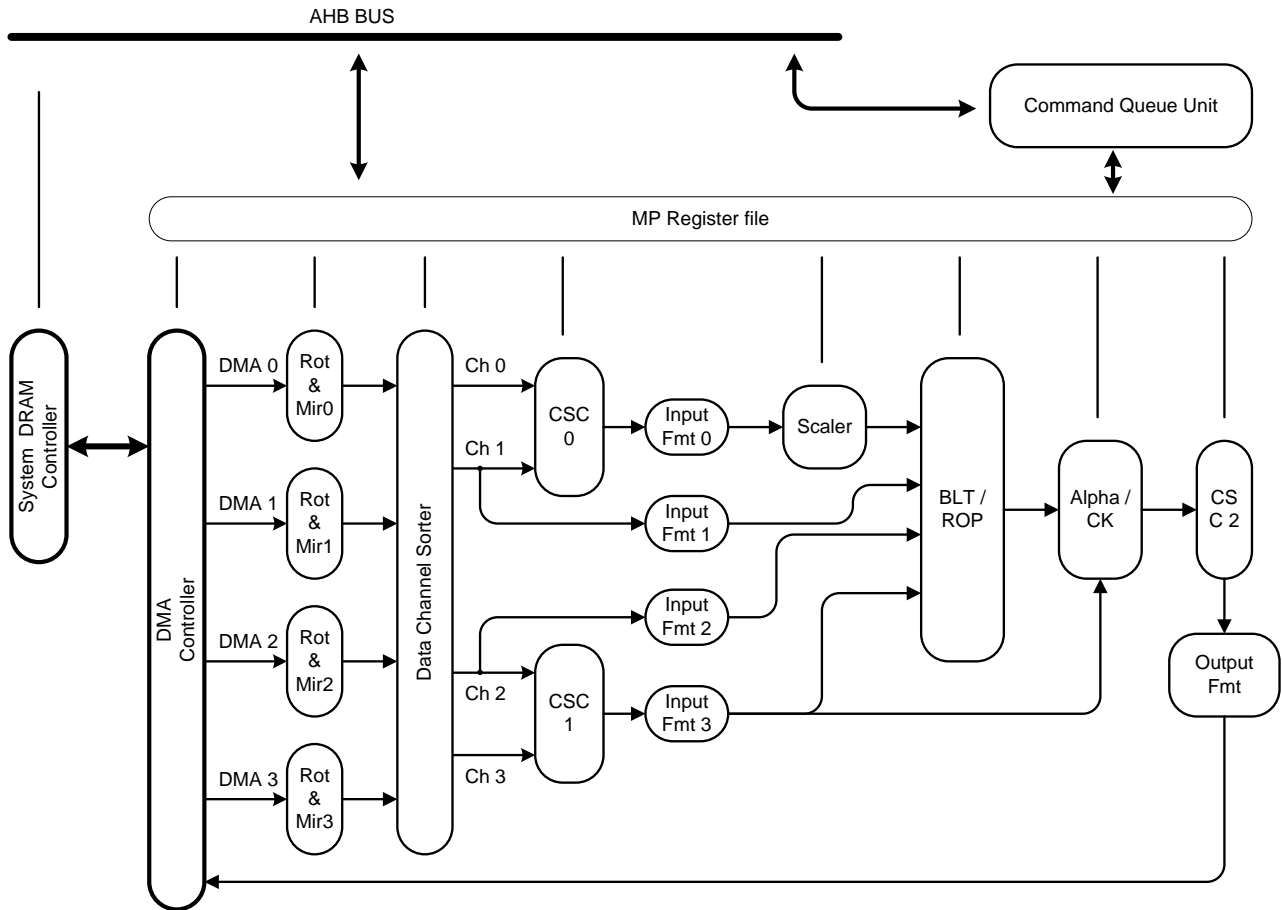 AHB BUS
Command Queue Unit
MP Register file
System DRAM
Controller
DMA
Controller
DMA 0
DMA 1
DMA 2
DMA 3
Rot
&
Mir0
Rot
&
Mir1
Rot
&
Mir2
Rot
&
Mir3
Data Channel Sorter
Ch 0
Ch 1
Ch 2
Ch 3
CSC
0
CSC
1
Input
Fmt 0
Input
Fmt 1
Input
Fmt 2
Input
Fmt 3
Scaler
BLT /
ROP
Alpha /
CK
CS
C 2
Output
Fmt